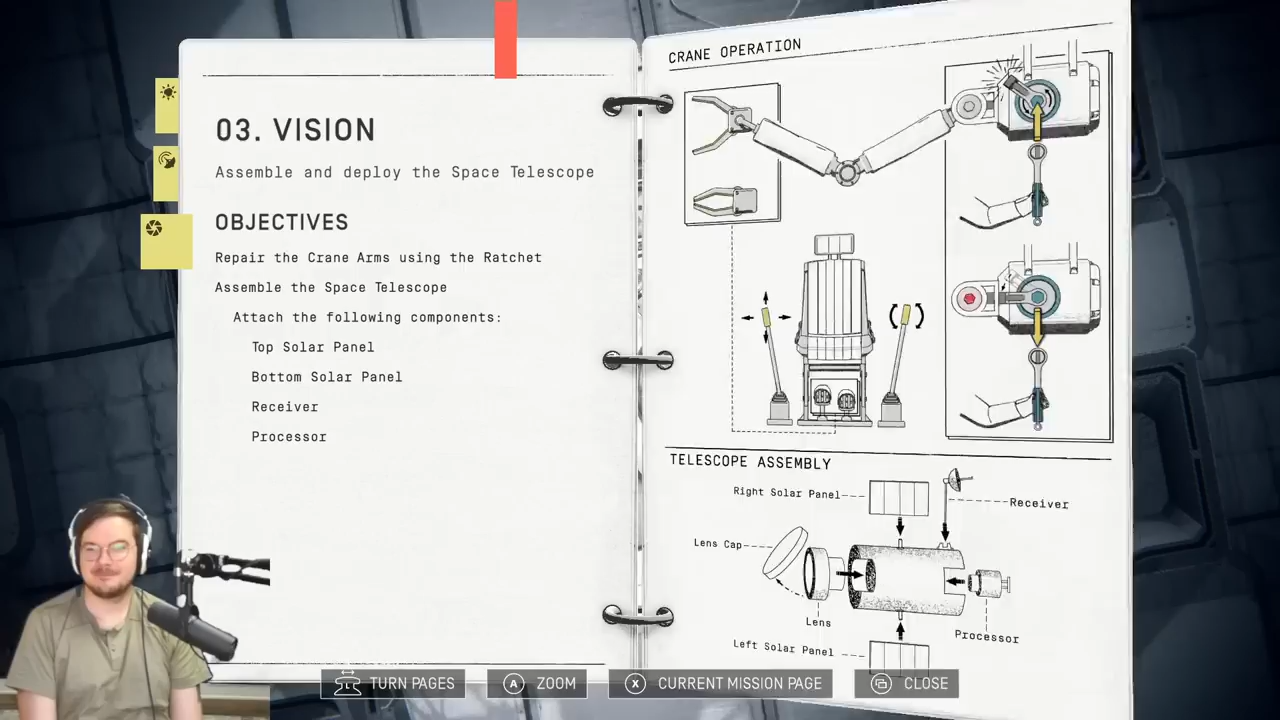 03. VISION
Assemble and deploy the Space Telescope
OBJECTIVES
Repair the Crane Arms using the Ratchet
Assemble the Space Telescope
Attach the following components:
Top Solar Panel
Bottom Solar Panel
Receiver
Processor
CRANE OPERATION
TELESCOPE ASSEMBLY
Right Solar Panel
Receiver
Lens Cap
Lens
Processor
Left Solar Panel
L TURN PAGES
A ZOOM
X CURRENT MISSION PAGE
CLOSE